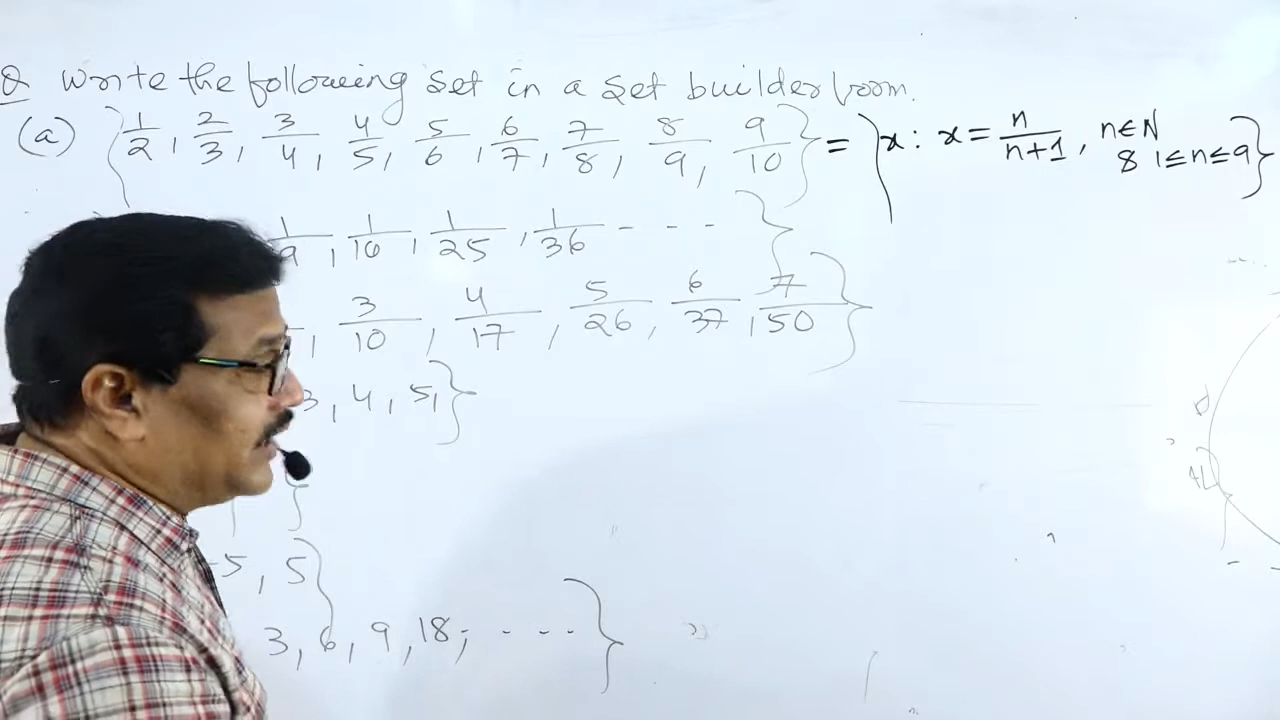 Q Write the following set in a set builder form.
(a) { 1/2, 2/3, 3/4, 4/5, 5/6, 6/7, 7/8, 8/9, 9/10 } = { x : x = n/n+1, n∈N & 1≤n≤9 }
1/9, 1/16, 1/25, 1/36 - - - }
, 3/10, 4/17, 5/26, 6/37, 7/50 }
3, 4, 5, }
}
-5, 5 }
3, 6, 9, 18, - - - - }